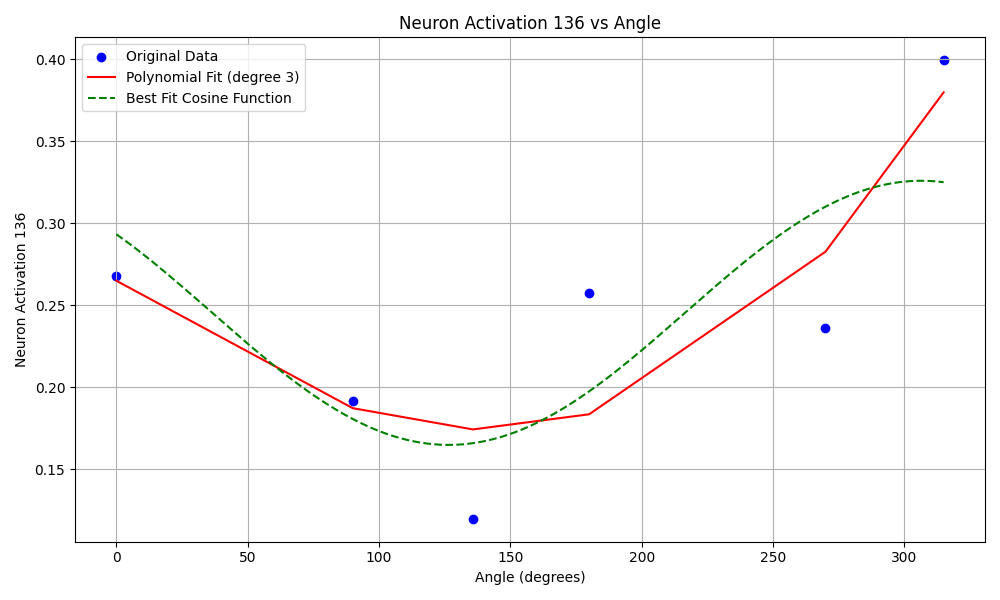 Neuron Activation 136 vs Angle
Original Data
Polynomial Fit (degree 3)
Best Fit Cosine Function
Neuron Activation 136
0.40
0.35
0.30
0.25
0.20
0.15
0
50
100
150
200
250
300
Angle (degrees)